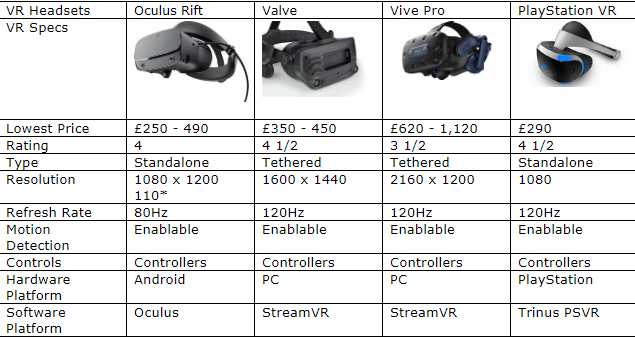 VR Headsets Oculus Rift Valve Vive Pro PlayStation VR
VR Specs
Lowest Price £250 - 490 £350 - 450 £620 - 1,120 £290
Rating 4 4 1/2 3 1/2 4 1/2
Type Standalone Tethered Tethered Standalone
Resolution 1080 x 1200 1600 x 1440 2160 x 1200 1080
110*
Refresh Rate 80Hz 120Hz 120Hz 120Hz
Motion Enablable Enablable Enablable Enablable
Detection
Controls Controllers Controllers Controllers Controllers
Hardware Android PC PC PlayStation
Platform
Software Oculus StreamVR StreamVR Trinus PSVR
Platform